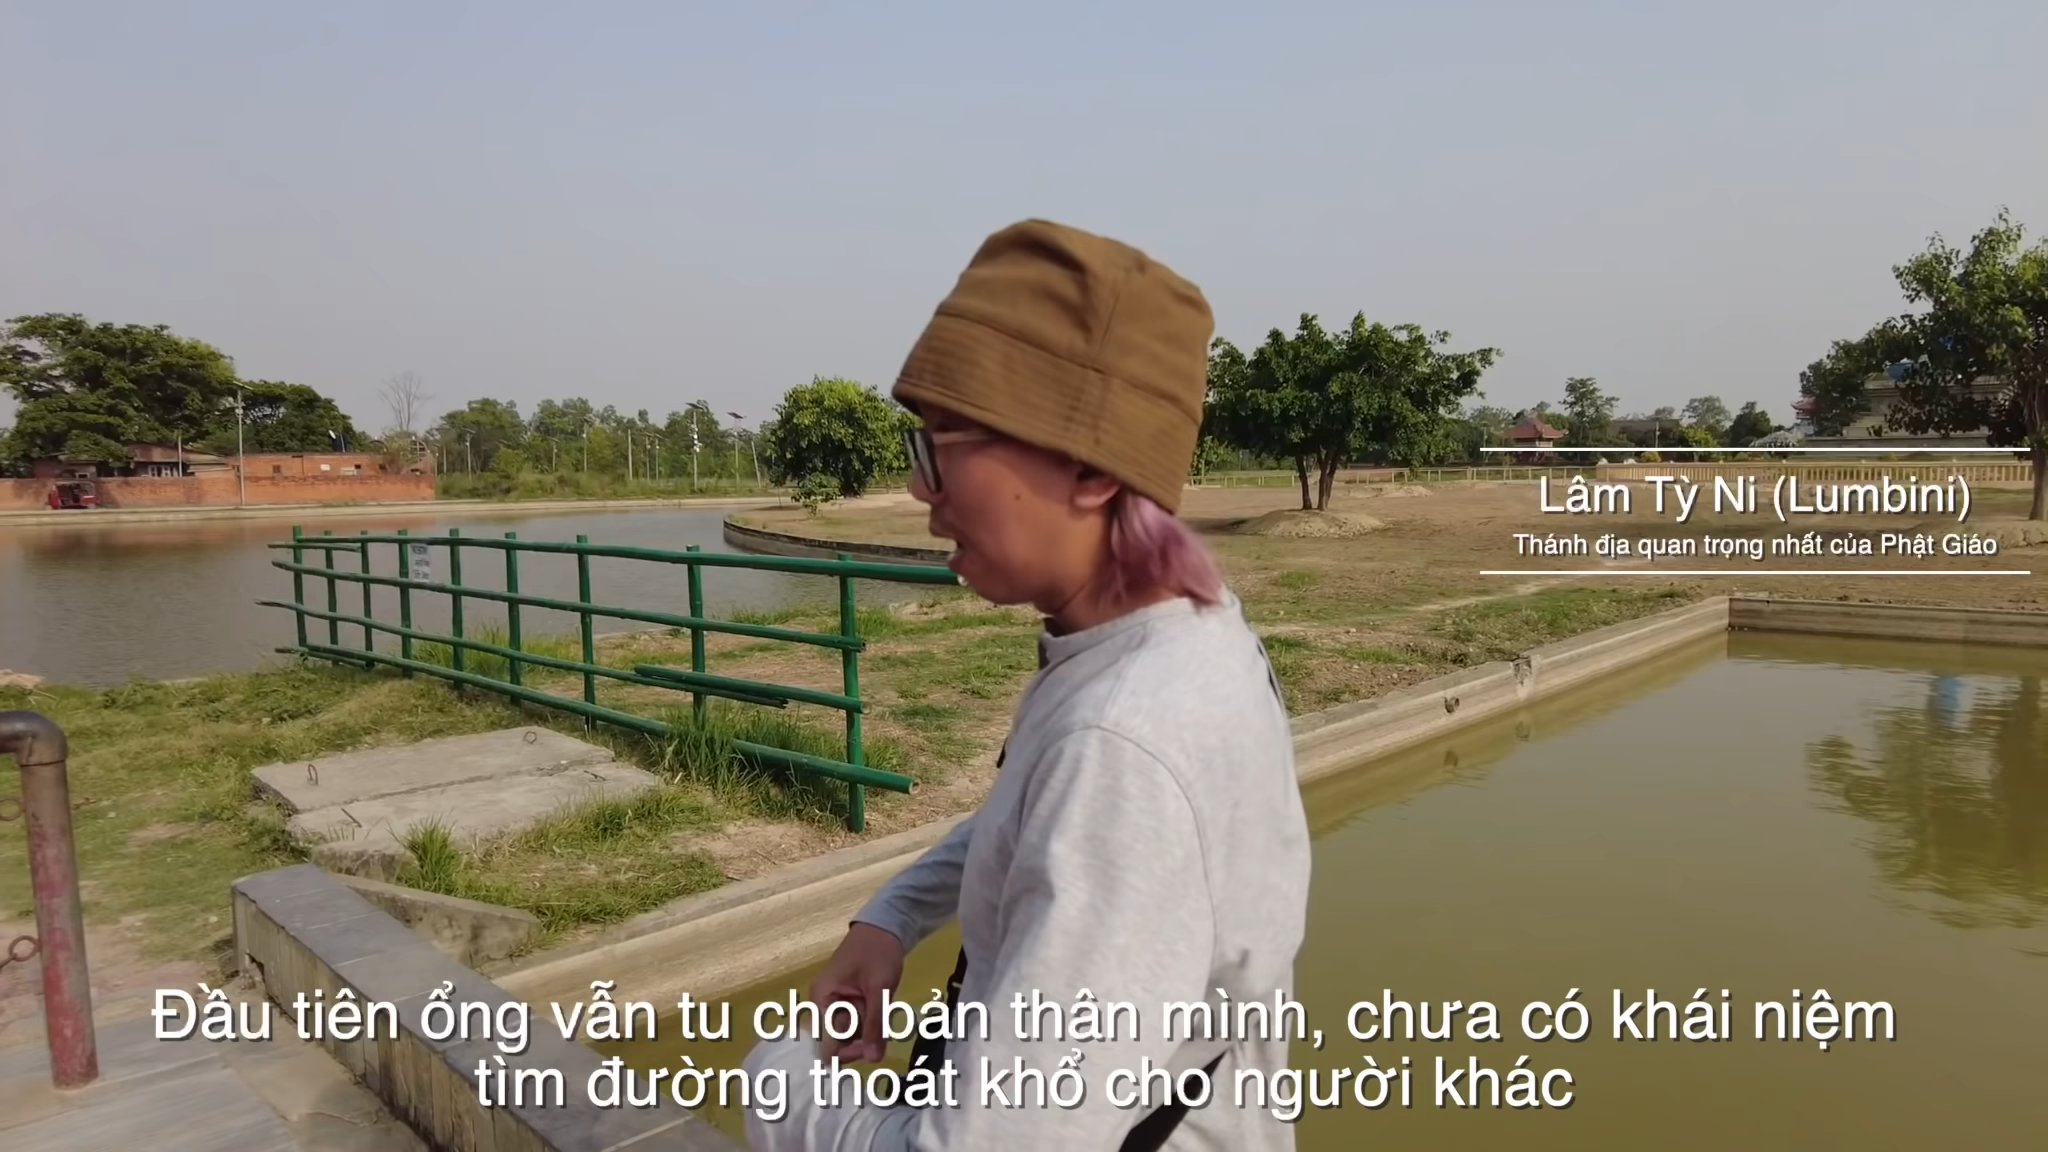 Lâm Tỳ Ni (Lumbini)
Thánh địa quan trọng nhất của Phật Giáo
Đầu tiên ổng vẫn tu cho bản thân mình, chưa có khái niệm
tìm đường thoát khổ cho người khác